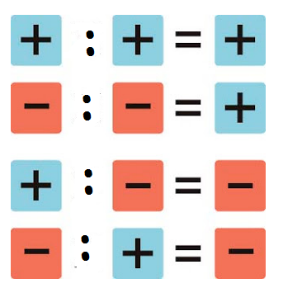 + : + = +
− : − = +
+ : − = −
− : + = −